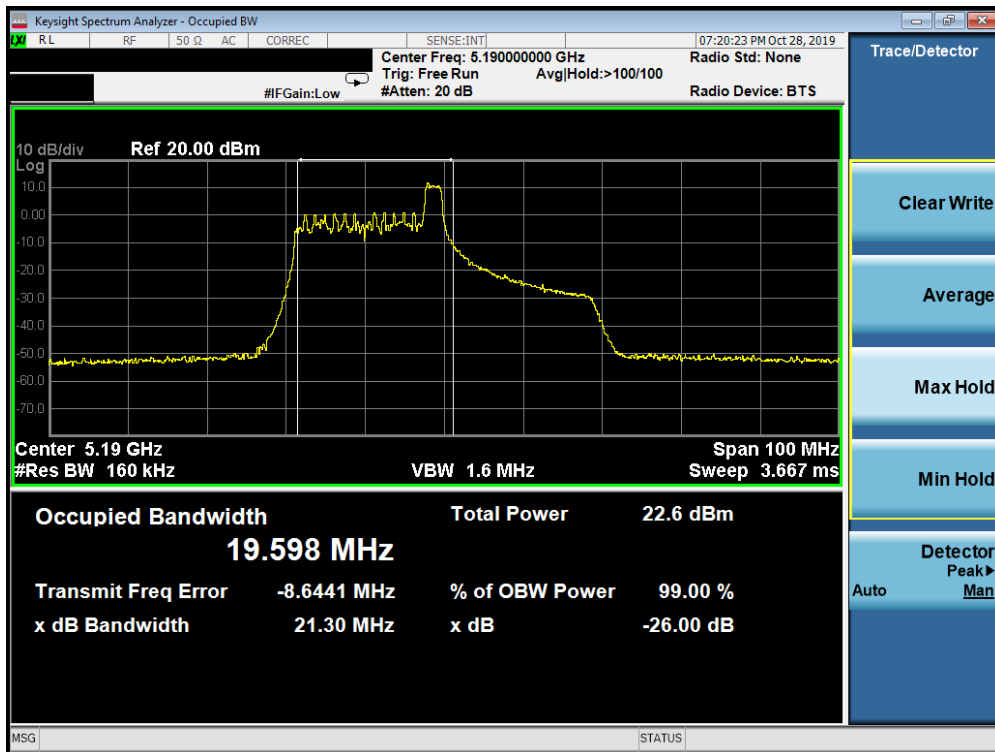 Keysight Spectrum Analyzer - Occupied BW
LXI RL RF 50 Ω AC CORREC SENSE:INT 07:20:23 PM Oct 28, 2019
Center Freq: 5.190000000 GHz Radio Std: None
Trig: Free Run Avg|Hold:>100/100
#IFGain:Low #Atten: 20 dB Radio Device: BTS
10 dB/div Ref 20.00 dBm
Log
10.0
0.00
-10.0
-20.0
-30.0
-40.0
-50.0
-60.0
-70.0
Center 5.19 GHz Span 100 MHz
#Res BW 160 kHz VBW 1.6 MHz Sweep 3.667 ms
Occupied Bandwidth Total Power 22.6 dBm
19.598 MHz
Transmit Freq Error -8.6441 MHz % of OBW Power 99.00 %
x dB Bandwidth 21.30 MHz x dB -26.00 dB
MSG STATUS
Trace/Detector
Clear Write
Average
Max Hold
Min Hold
Detector
Peak▶
Auto Man